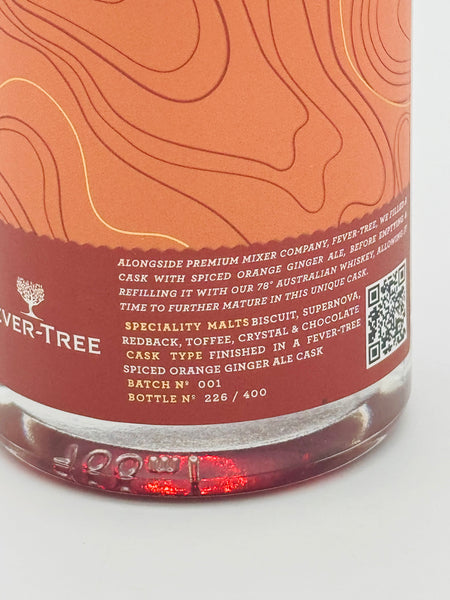 ALONGSIDE PREMIUM MIXER COMPANY, FEVER-TREE, WE FILLED A
CASK WITH SPICED ORANGE GINGER ALE, BEFORE EMPTYING &
REFILLING IT WITH OUR 78° AUSTRALIAN WHISKEY, ALLOWING IT
TIME TO FURTHER MATURE IN THIS UNIQUE CASK.
SPECIALITY MALTS BISCUIT, SUPERNOVA,
REDBACK, TOFFEE, CRYSTAL & CHOCOLATE
CASK TYPE FINISHED IN A FEVER-TREE
SPICED ORANGE GINGER ALE CASK
BATCH Nº 001
BOTTLE Nº 226 / 400
EVER-TREE